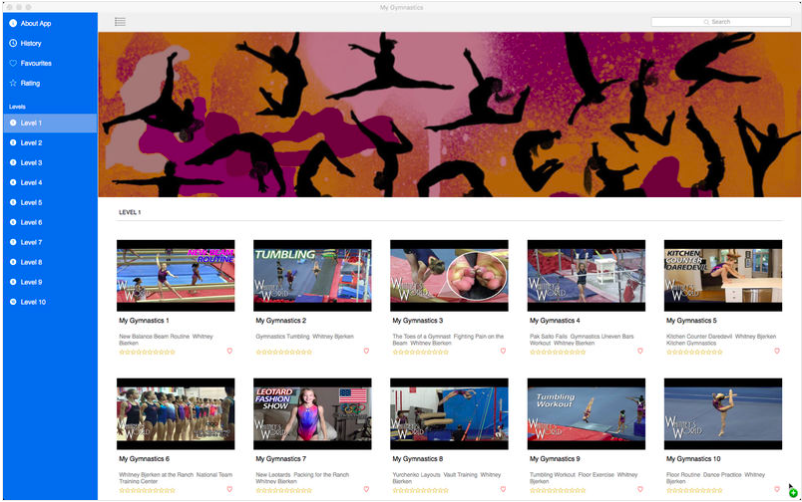 My Gymnastics
Search
About App
History
Favourites
Rating
Levels
Level 1
Level 2
Level 3
Level 4
Level 5
Level 6
Level 7
Level 8
Level 9
Level 10
LEVEL 1
ROUTINE
TUMBLING
KITCHEN
COUNTER
DAREDEVIL
My Gymnastics 1
My Gymnastics 2
My Gymnastics 3
My Gymnastics 4
My Gymnastics 5
New Balance Beam Routine Whitney
Bjerken
Gymnastics Tumbling Whitney Bjerken
The Toes of a Gymnast Fighting Pain on the
Beam Whitney Bjerken
Pak Salto Fails Gymnastics Uneven Bars
Workout Whitney Bjerken
Kitchen Counter Daredevil Whitney Bjerken
Kitchen Gymnastics
LEOTARD
FASHION
SHOW
Tumbling
Workout
My Gymnastics 6
My Gymnastics 7
My Gymnastics 8
My Gymnastics 9
My Gymnastics 10
Whitney Bjerken at the Ranch National Team
Training Center
New Leotards Packing for the Ranch
Whitney Bjerken
Yurchenko Layouts Vault Training Whitney
Bjerken
Tumbling Workout Floor Exercise Whitney
Bjerken
Floor Routine Dance Practice Whitney
Bjerken